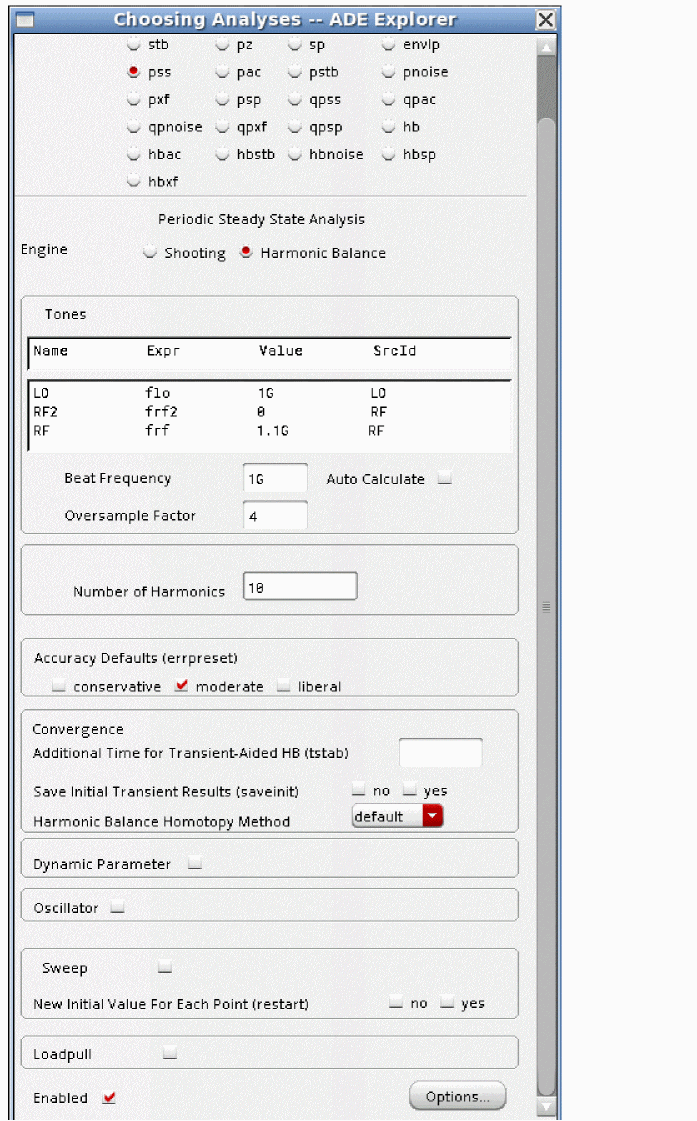 Choosing Analyses -- ADE Explorer
stb pz sp envlp
pss pac pstb pnoise
pxf psp qpss qpac
qpnoise qpxf qpsp hb
hbac hbstb hbnoise hbsp
hbxf
Periodic Steady State Analysis
Engine Shooting Harmonic Balance
Tones
Name Expr Value SrcId
LO flo 1G LO
RF2 frf2 0 RF
RF frf 1.1G RF
Beat Frequency 1G Auto Calculate
Oversample Factor 4
Number of Harmonics 10
Accuracy Defaults (errpreset)
conservative moderate liberal
Convergence
Additional Time for Transient-Aided HB (tstab)
Save Initial Transient Results (saveinit) no yes
Harmonic Balance Homotopy Method default
Dynamic Parameter
Oscillator
Sweep
New Initial Value For Each Point (restart) no yes
Loadpull
Enabled Options...